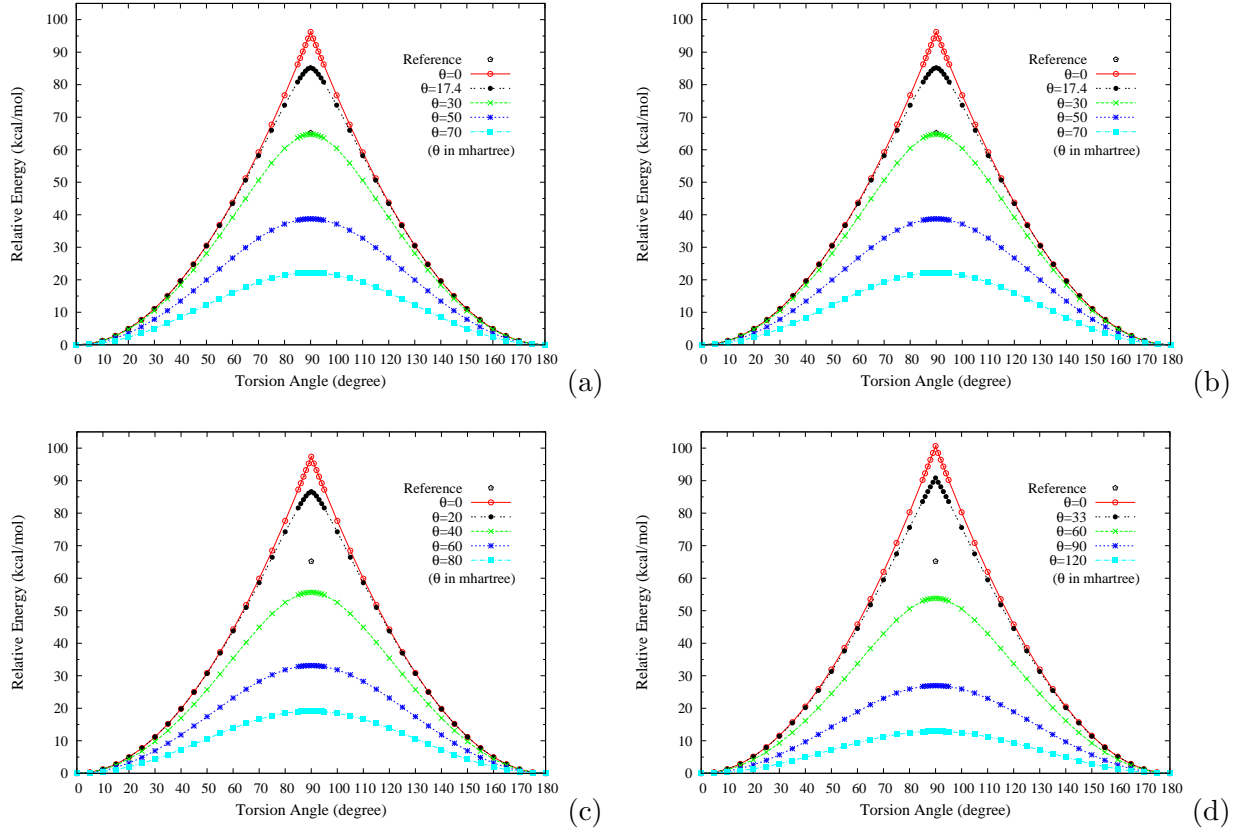 100
90
80
70
60
50
40
30
20
10
0
Relative Energy (kcal/mol)
Reference
θ=0
θ=17.4
θ=30
θ=50
θ=70
(θ in mhartree)
0 10 20 30 40 50 60 70 80 90 100 110 120 130 140 150 160 170 180
Torsion Angle (degree)
(a)
100
90
80
70
60
50
40
30
20
10
0
Relative Energy (kcal/mol)
Reference
θ=0
θ=17.4
θ=30
θ=50
θ=70
(θ in mhartree)
0 10 20 30 40 50 60 70 80 90 100 110 120 130 140 150 160 170 180
Torsion Angle (degree)
(b)
100
90
80
70
60
50
40
30
20
10
0
Relative Energy (kcal/mol)
Reference
θ=0
θ=20
θ=40
θ=60
θ=80
(θ in mhartree)
0 10 20 30 40 50 60 70 80 90 100 110 120 130 140 150 160 170 180
Torsion Angle (degree)
(c)
100
90
80
70
60
50
40
30
20
10
0
Relative Energy (kcal/mol)
Reference
θ=0
θ=33
θ=60
θ=90
θ=120
(θ in mhartree)
0 10 20 30 40 50 60 70 80 90 100 110 120 130 140 150 160 170 180
Torsion Angle (degree)
(d)